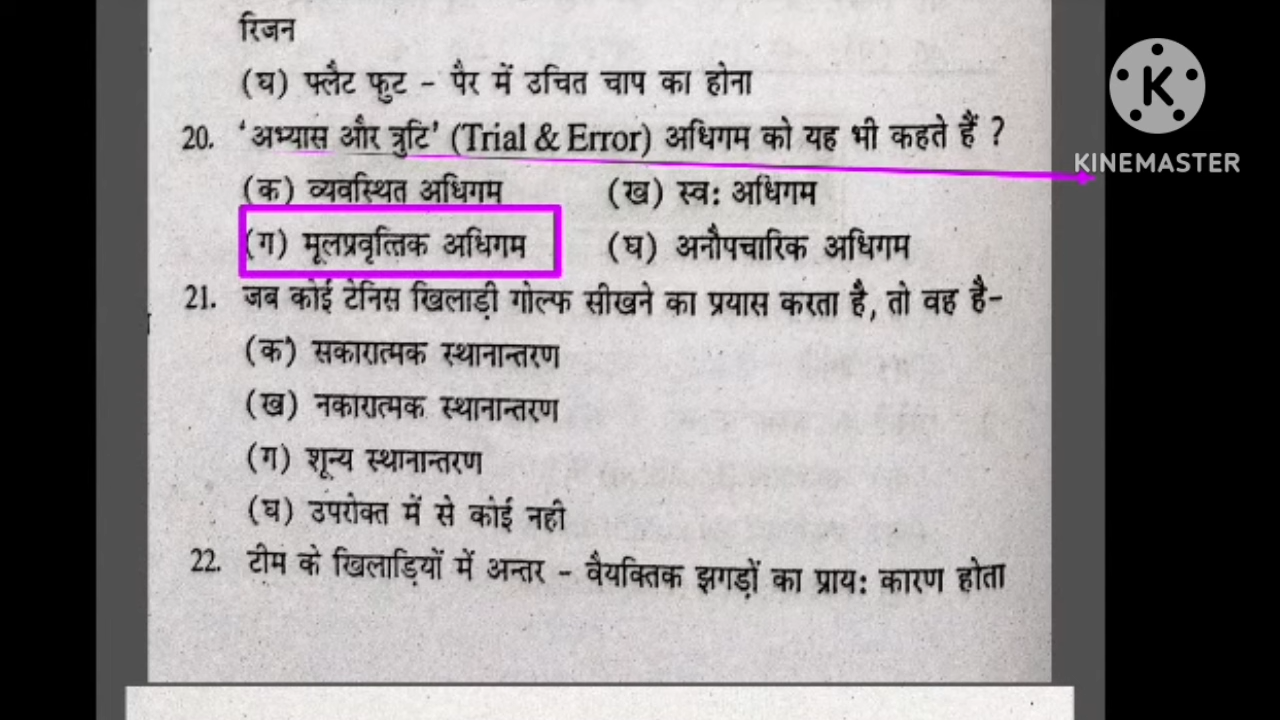 रिजन
(घ) फ्लैट फुट - पैर में उचित चाप का होना
20. 'अभ्यास और त्रुटि' (Trial & Error) अधिगम को यह भी कहते हैं ?
(क) व्यवस्थित अधिगम (ख) स्व: अधिगम
(ग) मूलप्रवृत्तिक अधिगम (घ) अनौपचारिक अधिगम
21. जब कोई टेनिस खिलाड़ी गोल्फ सीखने का प्रयास करता है, तो वह है-
(क) सकारात्मक स्थानान्तरण
(ख) नकारात्मक स्थानान्तरण
(ग) शून्य स्थानान्तरण
(घ) उपरोक्त में से कोई नही
22. टीम के खिलाड़ियों में अन्तर - वैयक्तिक झगड़ों का प्राय: कारण होता
K
KINEMASTER